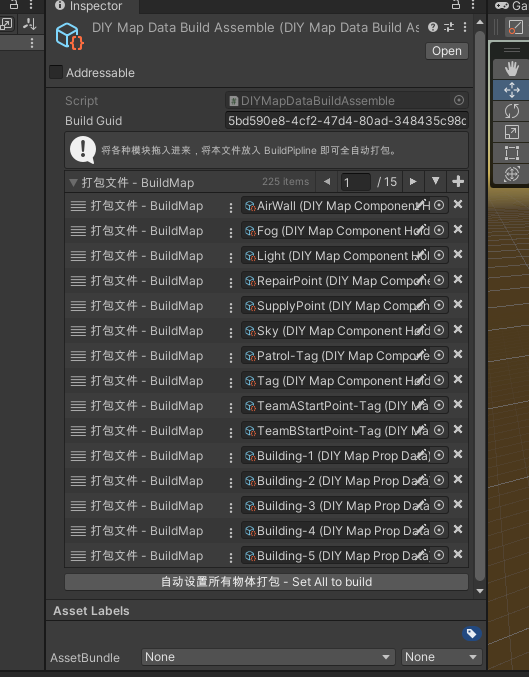 Inspector
Ga
DIY Map Data Build Assemble (DIY Map Data Build As
Open
Addressable
Script
DIYMapDataBuildAssemble
Build Guid
5bd590e8-4cf2-47d4-80ad-348435c98c
将各种模块拖入进来，将本文件放入 BuildPipline 即可全自动打包。
打包文件 - BuildMap
225 items
1
/ 15
打包文件 - BuildMap
AirWall (DIY Map Component Hold
打包文件 - BuildMap
Fog (DIY Map Component Hold
打包文件 - BuildMap
Light (DIY Map Component Hol
打包文件 - BuildMap
RepairPoint (DIY Map Compo
打包文件 - BuildMap
SupplyPoint (DIY Map Compon
打包文件 - BuildMap
Sky (DIY Map Component Hold
打包文件 - BuildMap
Patrol-Tag (DIY Map Compone
打包文件 - BuildMap
Tag (DIY Map Component Hold
打包文件 - BuildMap
TeamAStartPoint-Tag (DIY Ma
打包文件 - BuildMap
TeamBStartPoint-Tag (DIY Ma
打包文件 - BuildMap
Building-1 (DIY Map Prop Data)
打包文件 - BuildMap
Building-2 (DIY Map Prop Data
打包文件 - BuildMap
Building-3 (DIY Map Prop Data
打包文件 - BuildMap
Building-4 (DIY Map Prop Data
打包文件 - BuildMap
Building-5 (DIY Map Prop Data
自动设置所有物体打包 - Set All to build
Asset Labels
AssetBundle
None
None